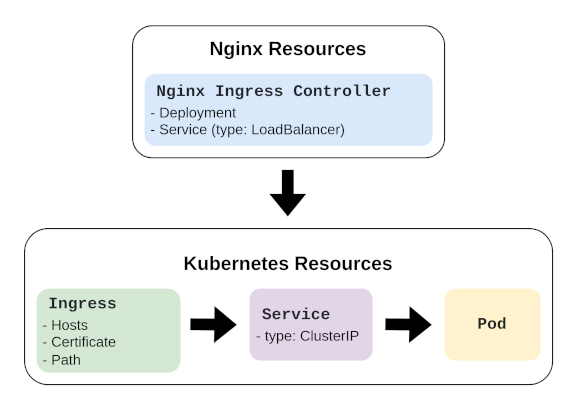 Nginx Resources
Nginx Ingress Controller
- Deployment
- Service (type: LoadBalancer)
Kubernetes Resources
Ingress
- Hosts
- Certificate
- Path
Service
- type: ClusterIP
Pod